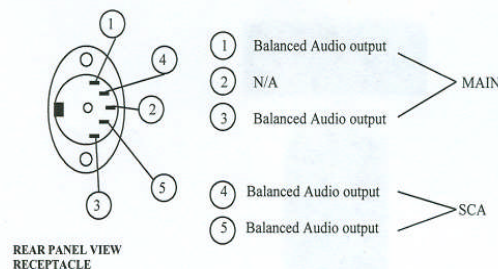 1
4
2
5
3
1 Balanced Audio output
2 N/A
MAIN
3 Balanced Audio output
4 Balanced Audio output
SCA
5 Balanced Audio output
REAR PANEL VIEW
RECEPTACLE